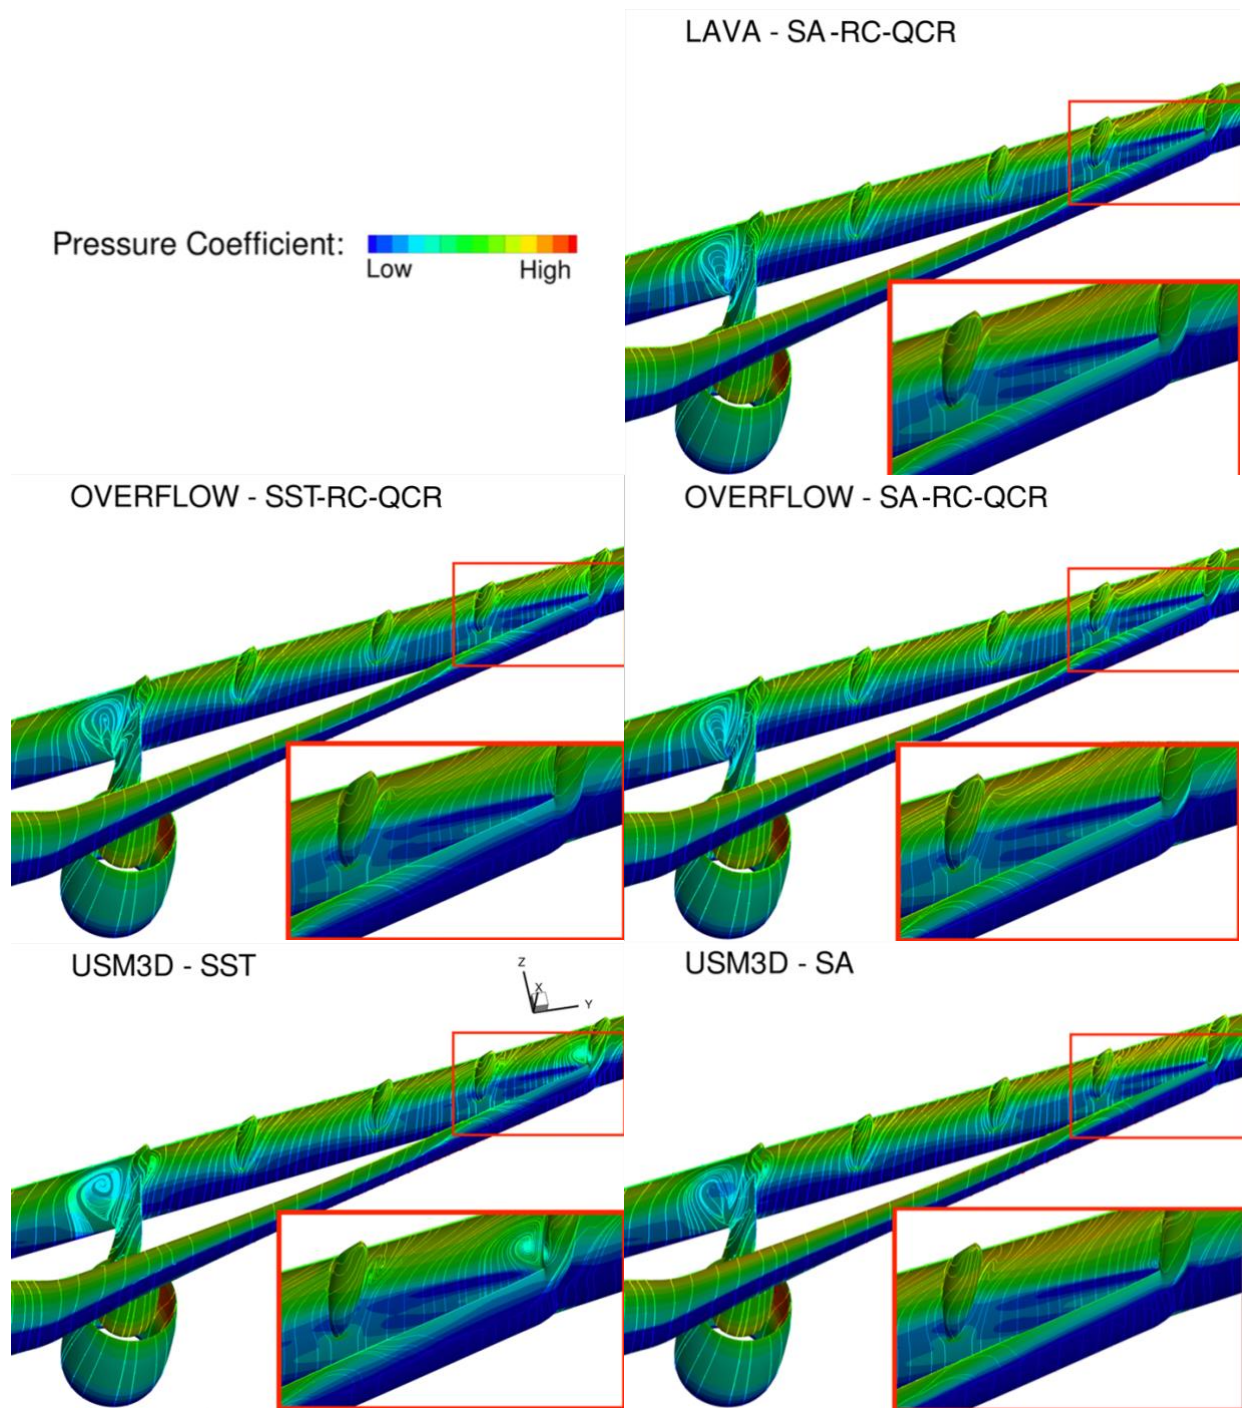 LAVA - SA-RC-QCR
Pressure Coefficient:
Low
High
OVERFLOW - SST-RC-QCR
OVERFLOW - SA-RC-QCR
USM3D - SST
Z
X
Y
USM3D - SA